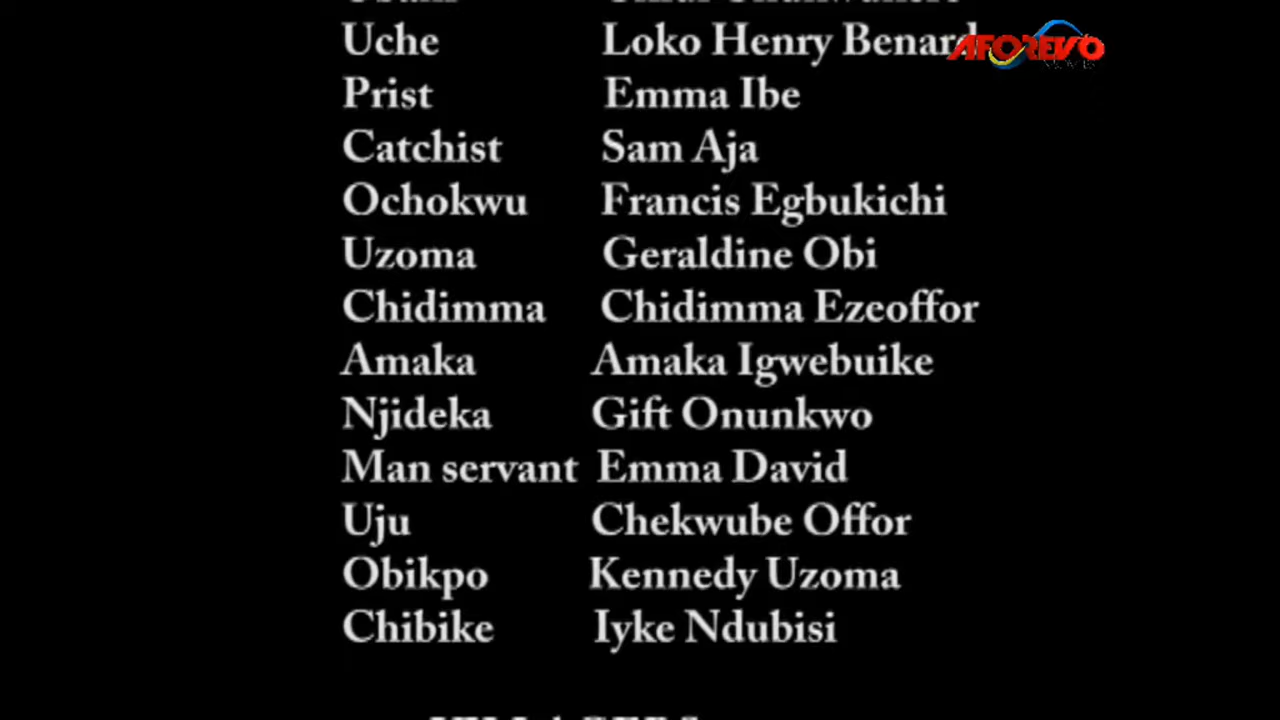 Uche Loko Henry Benard
AFOREVO
Prist Emma Ibe
Catchist Sam Aja
Ochokwu Francis Egbukichi
Uzoma Geraldine Obi
Chidimma Chidimma Ezeoffor
Amaka Amaka Igwebuike
Njideka Gift Onunkwo
Man servant Emma David
Uju Chekwube Offor
Obikpo Kennedy Uzoma
Chibike Iyke Ndubisi